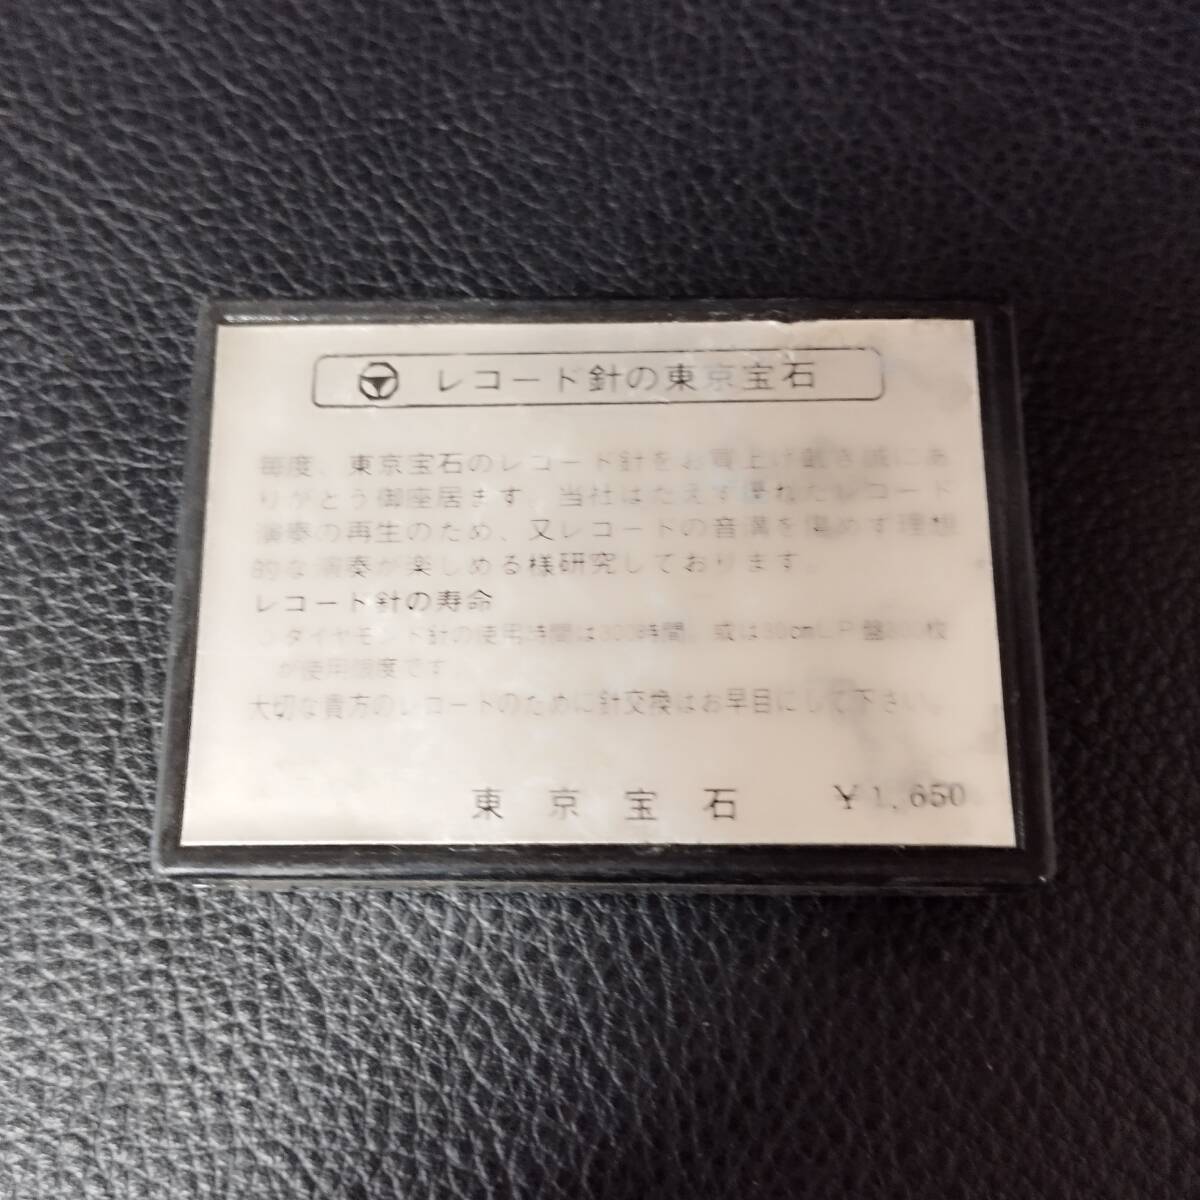 レコード針の東京宝石
毎度、東京宝石のレコード針をお買上げ戴き誠にあ
りがとう御座居ます。当社はたえず優れたレコード
演奏の再生のため、又レコードの音溝を傷めず理想
的な演奏が楽しめる様研究しております。
レコード針の寿命
ダイヤモンド針の使用時間は300時間、或は30cmLP盤800枚
が使用限度です
大切な貴方のレコードのために針交換はお早目にして下さい。
東京宝石 ¥1,650